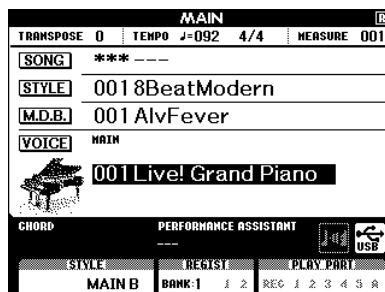 MAIN
TRANSPOSE 0 TEMPO ♩=092 4/4 MEASURE 001
SONG *** ---
STYLE 001 8BeatModern
M.D.B. 001 AlvFever
VOICE MAIN
001 Live! Grand Piano
CHORD PERFORMANCE ASSISTANT
---
USB
STYLE REGIST PLAY PART
MAIN B BANK:1 1 2 REC 1 2 3 4 5 A